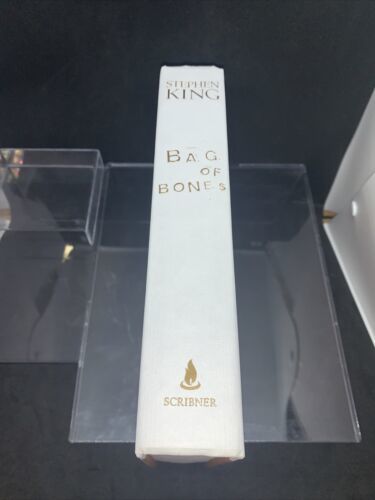 STEPHEN
KING
BAG
OF
BONES
SCRIBNER